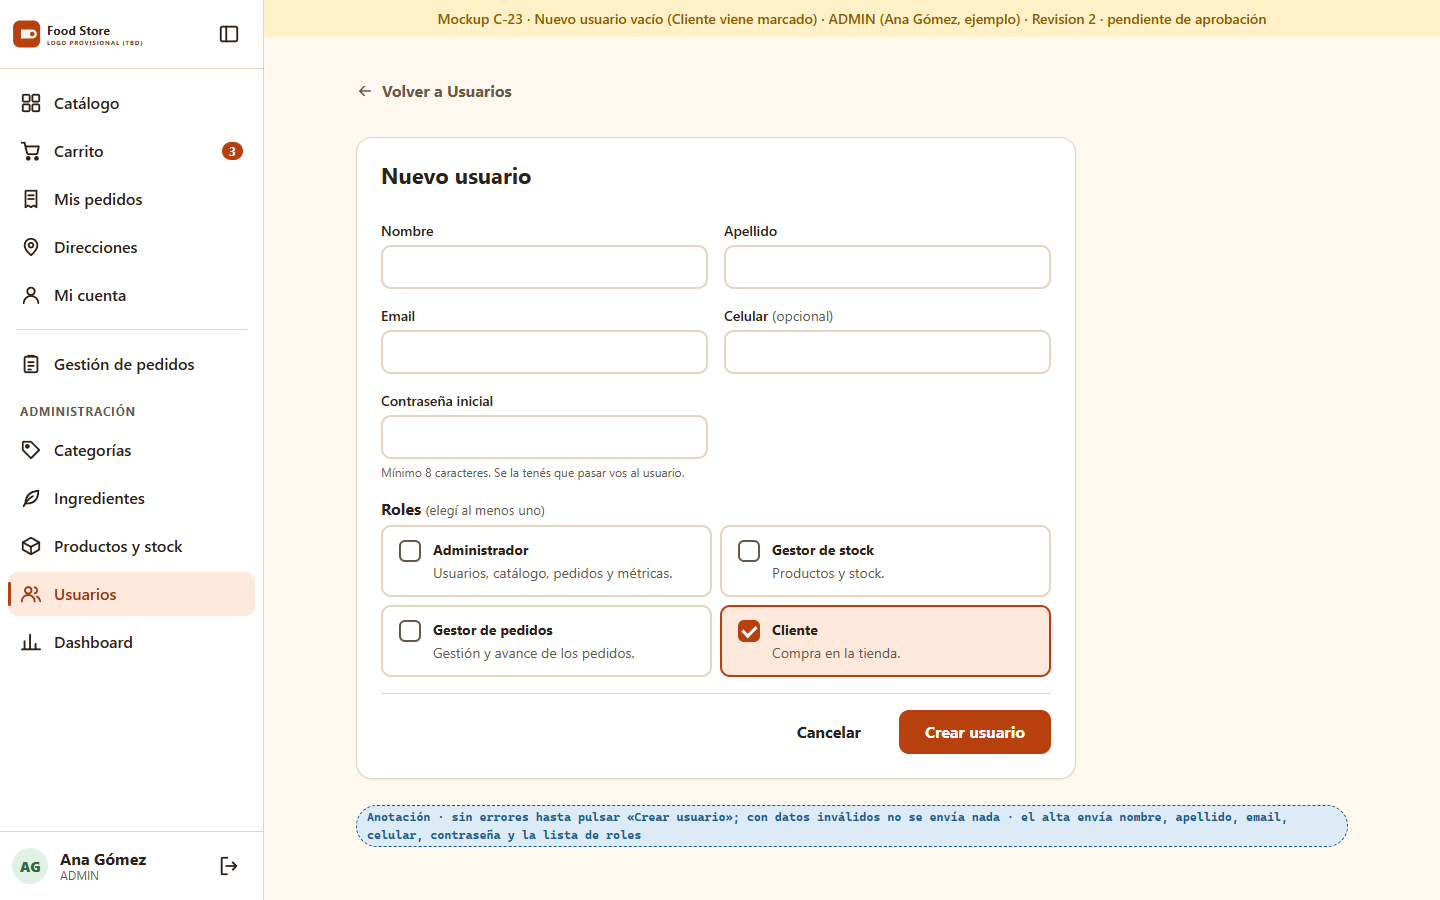 Mockup C-23 · Nuevo usuario vacío (Cliente viene marcado) · ADMIN (Ana Gómez, ejemplo) · Revision 2 · pendiente de aprobación
Food Store
LOGO PROVISIONAL (TBD)
Catálogo
Carrito
3
Mis pedidos
Direcciones
Mi cuenta
Gestión de pedidos
ADMINISTRACIÓN
Categorías
Ingredientes
Productos y stock
Usuarios
Dashboard
AG
Ana Gómez
ADMIN
Volver a Usuarios
Nuevo usuario
Nombre
Apellido
Email
Celular (opcional)
Contraseña inicial
Mínimo 8 caracteres. Se la tenés que pasar vos al usuario.
Roles (elegí al menos uno)
Administrador
Usuarios, catálogo, pedidos y métricas.
Gestor de stock
Productos y stock.
Gestor de pedidos
Gestión y avance de los pedidos.
Cliente
Compra en la tienda.
Cancelar
Crear usuario
Anotación · sin errores hasta pulsar «Crear usuario»; con datos inválidos no se envía nada · el alta envía nombre, apellido, email,
celular, contraseña y la lista de roles